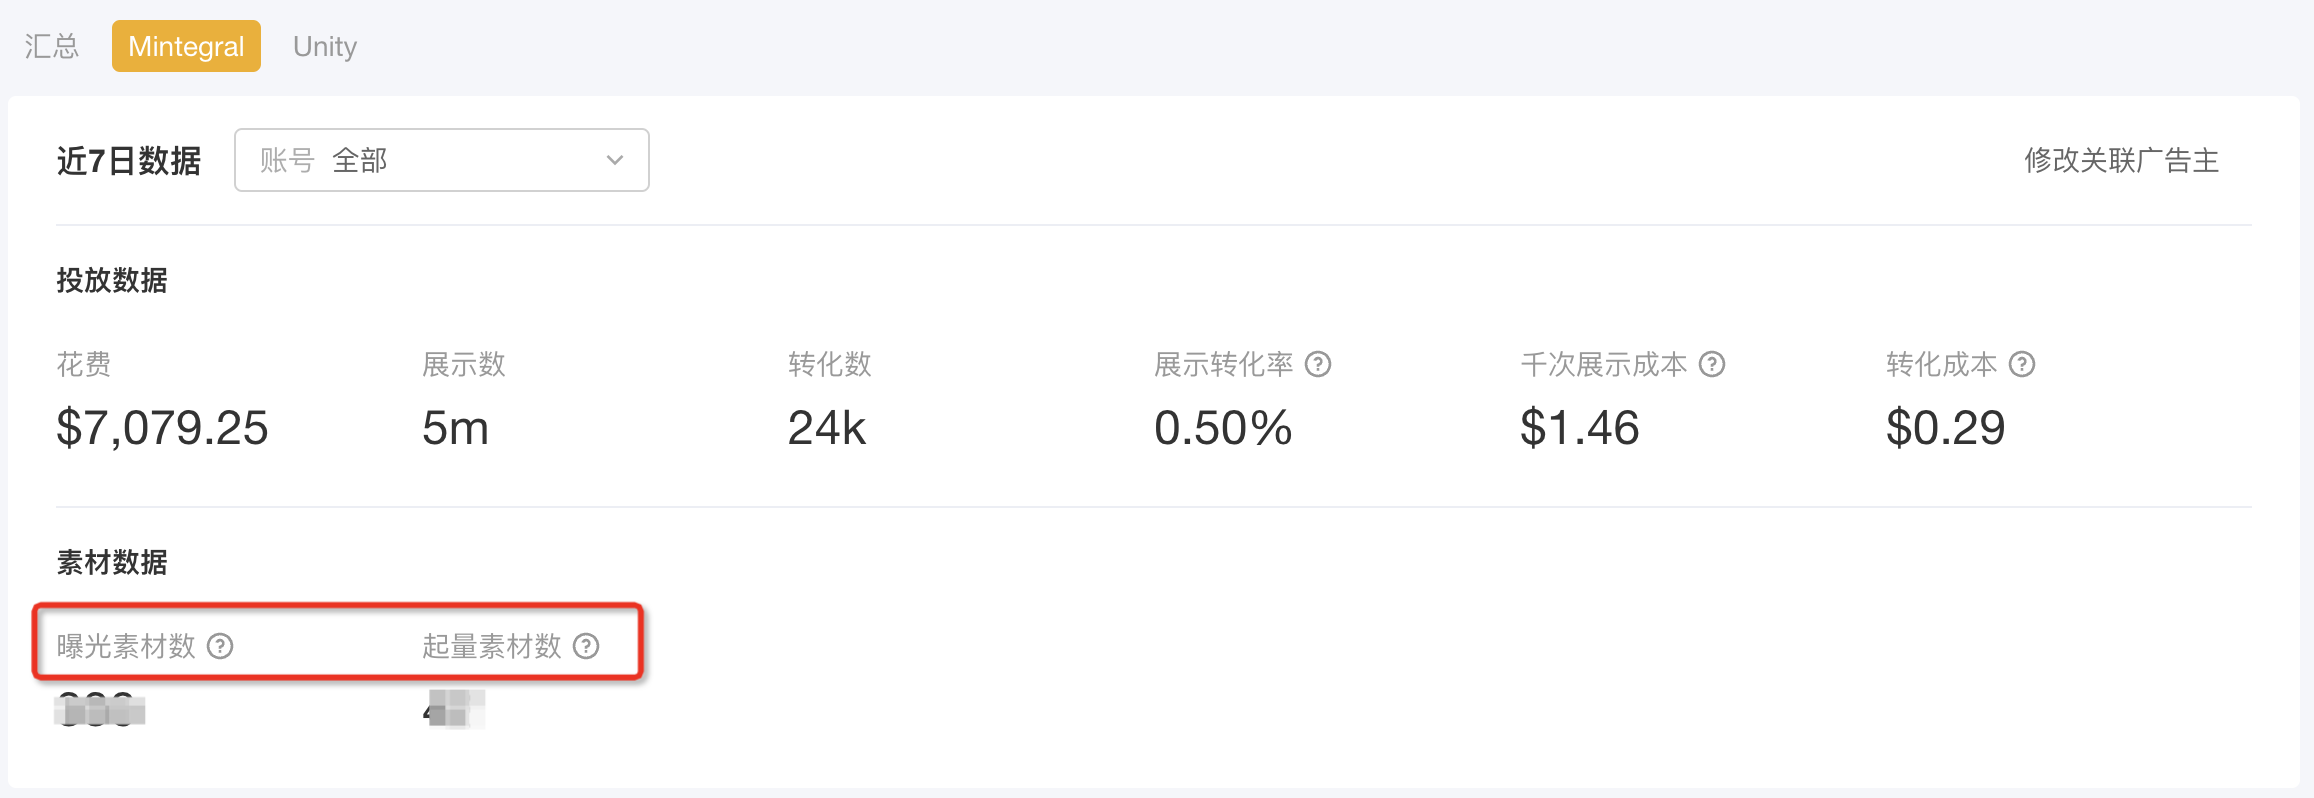 汇总 Mintegral Unity
近7日数据 账号 全部 修改关联广告主
投放数据
花费 展示数 转化数 展示转化率 ? 千次展示成本 ? 转化成本 ?
$7,079.25 5m 24k 0.50% $1.46 $0.29
素材数据
曝光素材数 ? 起量素材数 ?